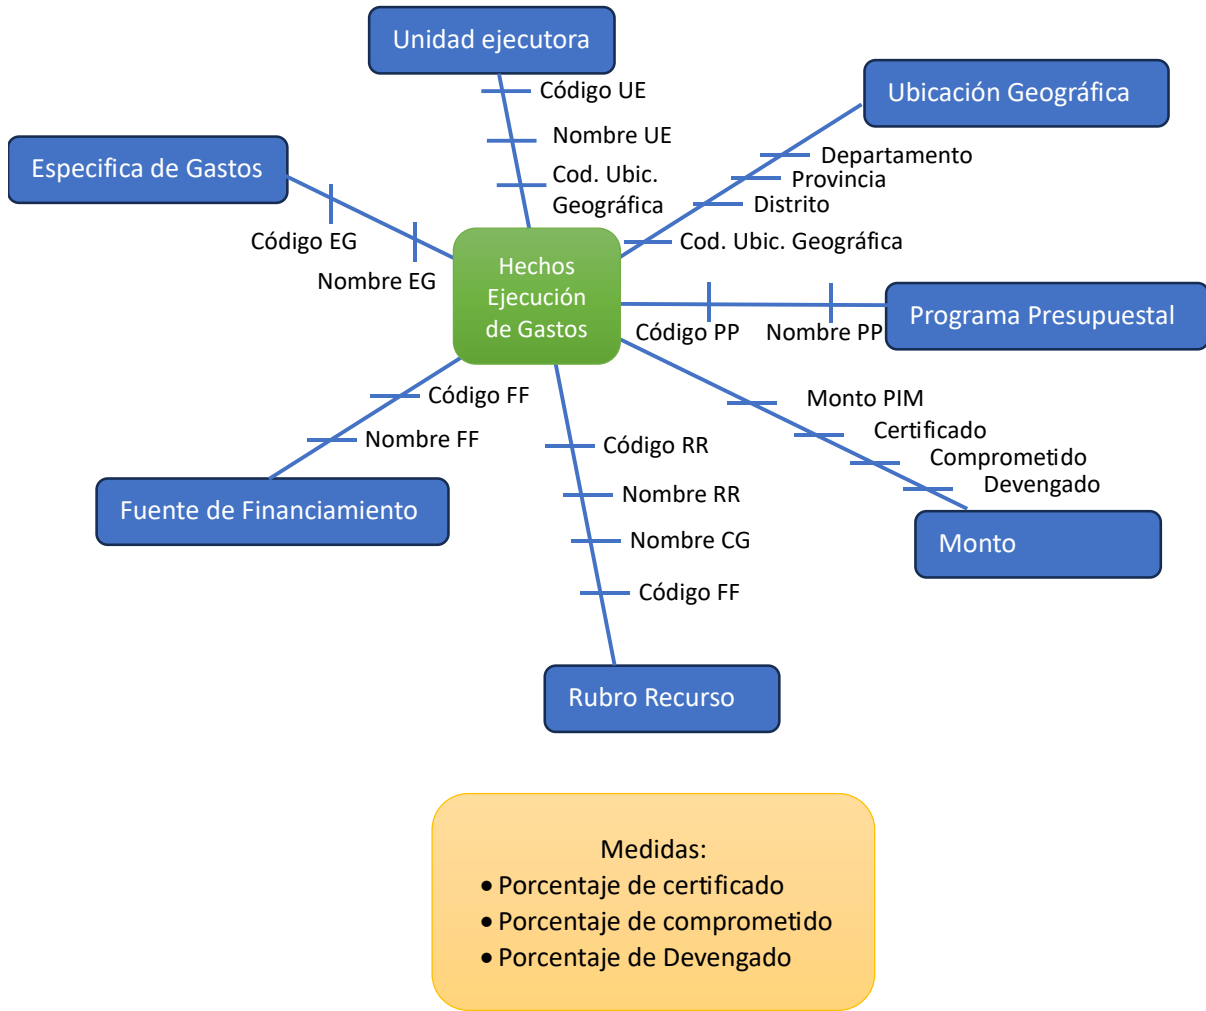 Unidad ejecutora
Código UE
Nombre UE
Cod. Ubic.
Geográfica
Ubicación Geográfica
Departamento
Provincia
Distrito
Cod. Ubic. Geográfica
Especifica de Gastos
Código EG
Nombre EG
Hechos
Ejecución
de Gastos
Código PP
Nombre PP
Programa Presupuestal
Monto PIM
Certificado
Comprometido
Devengado
Monto
Código FF
Nombre FF
Fuente de Financiamiento
Código RR
Nombre RR
Nombre CG
Código FF
Rubro Recurso
Medidas:
• Porcentaje de certificado
• Porcentaje de comprometido
• Porcentaje de Devengado